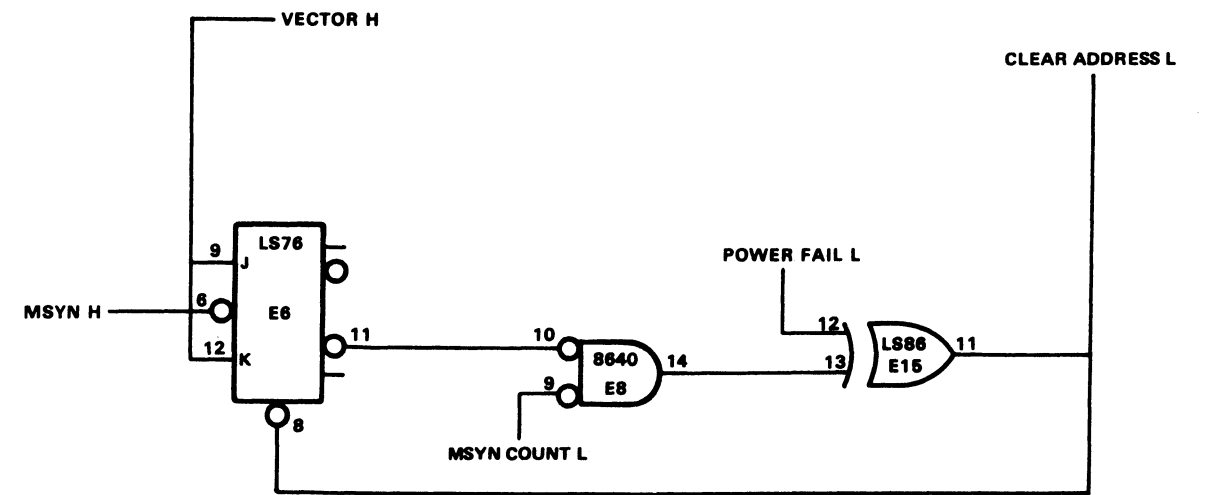 VECTOR H
CLEAR ADDRESS L
9
LS76
J
POWER FAIL L
MSYN H
6
E6
12
11
10
12
LS86
11
K
8640
14
13
E15
9
E8
8
MSYN COUNT L